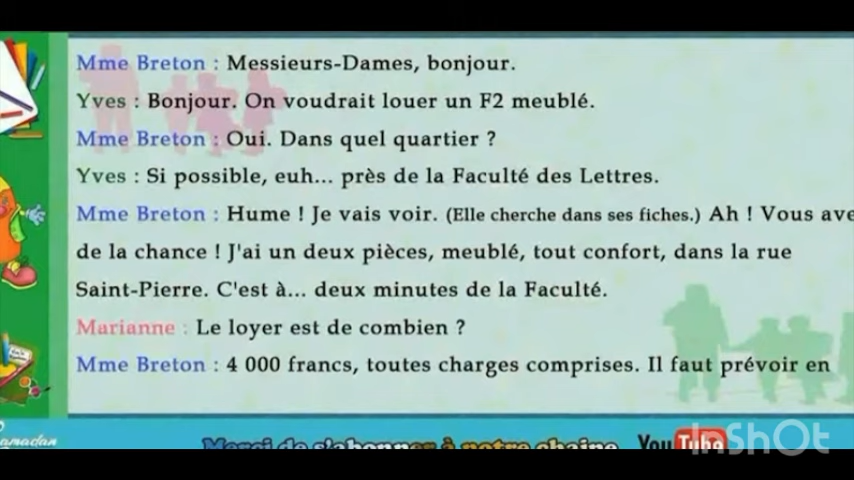 Mme Breton : Messieurs-Dames, bonjour.
Yves : Bonjour. On voudrait louer un F2 meublé.
Mme Breton : Oui. Dans quel quartier ?
Yves : Si possible, euh... près de la Faculté des Lettres.
Mme Breton : Hume ! Je vais voir. (Elle cherche dans ses fiches.) Ah ! Vous ave
de la chance ! J'ai un deux pièces, meublé, tout confort, dans la rue
Saint-Pierre. C'est à... deux minutes de la Faculté.
Marianne : Le loyer est de combien ?
Mme Breton : 4 000 francs, toutes charges comprises. Il faut prévoir en
amadan
Merci de s'abonner à notre chaine YouTube
InShOt